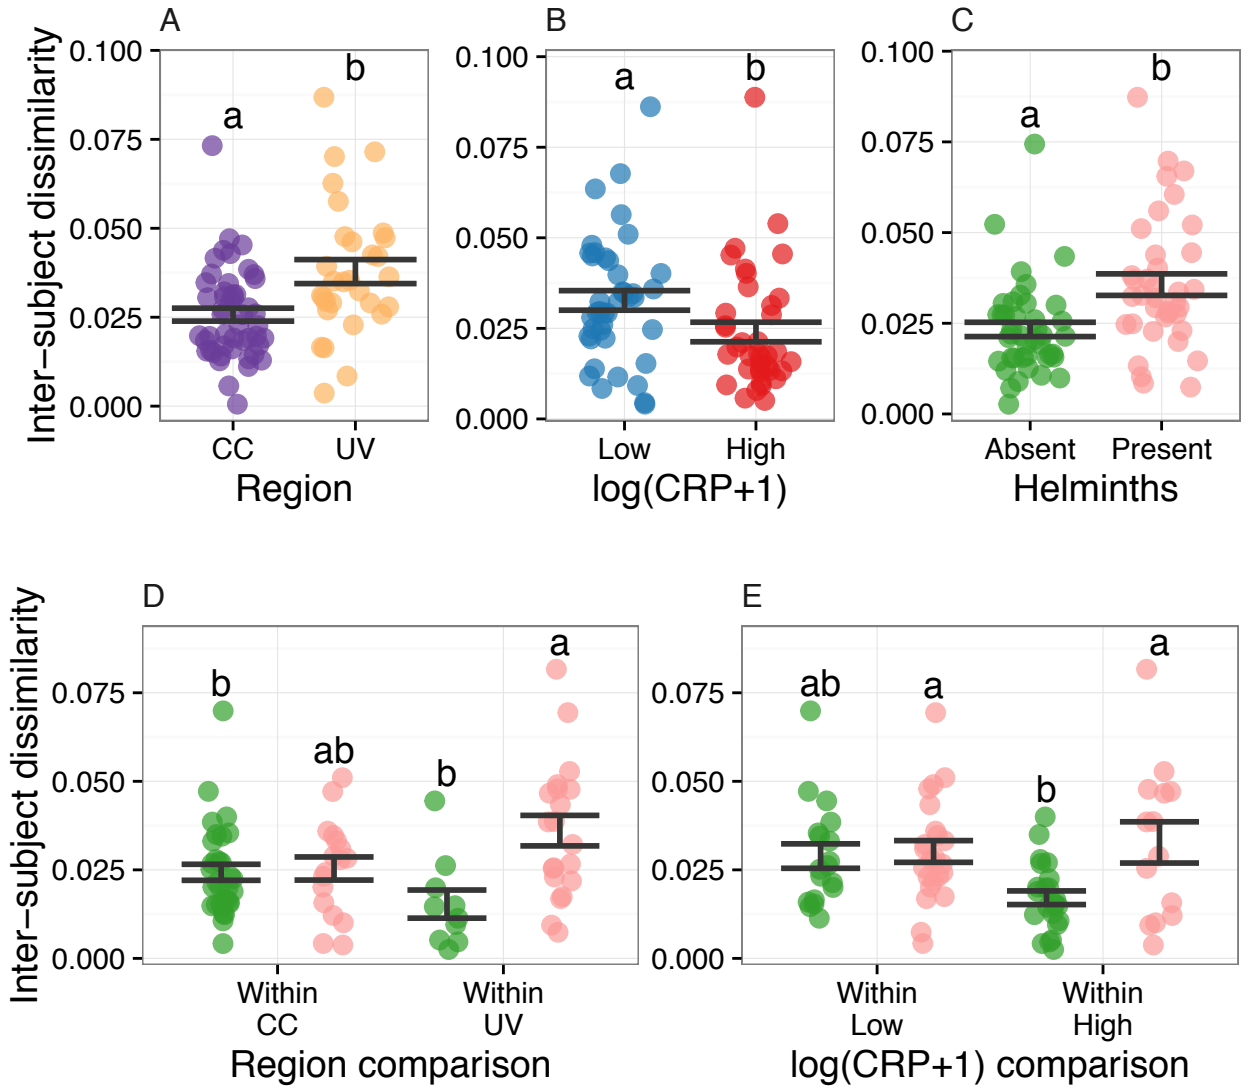 A
B
C
Inter−subject dissimilarity
0.100
0.075
0.050
0.025
0.000
a
b
CC
UV
Region
0.100
0.075
0.050
0.025
0.000
a
b
Low
High
log(CRP+1)
0.100
0.075
0.050
0.025
0.000
a
b
Absent
Present
Helminths
D
E
Inter−subject dissimilarity
0.075
0.050
0.025
0.000
b
ab
b
a
Within
CC
Within
UV
Region comparison
0.075
0.050
0.025
0.000
ab
a
b
a
Within
Low
Within
High
log(CRP+1) comparison